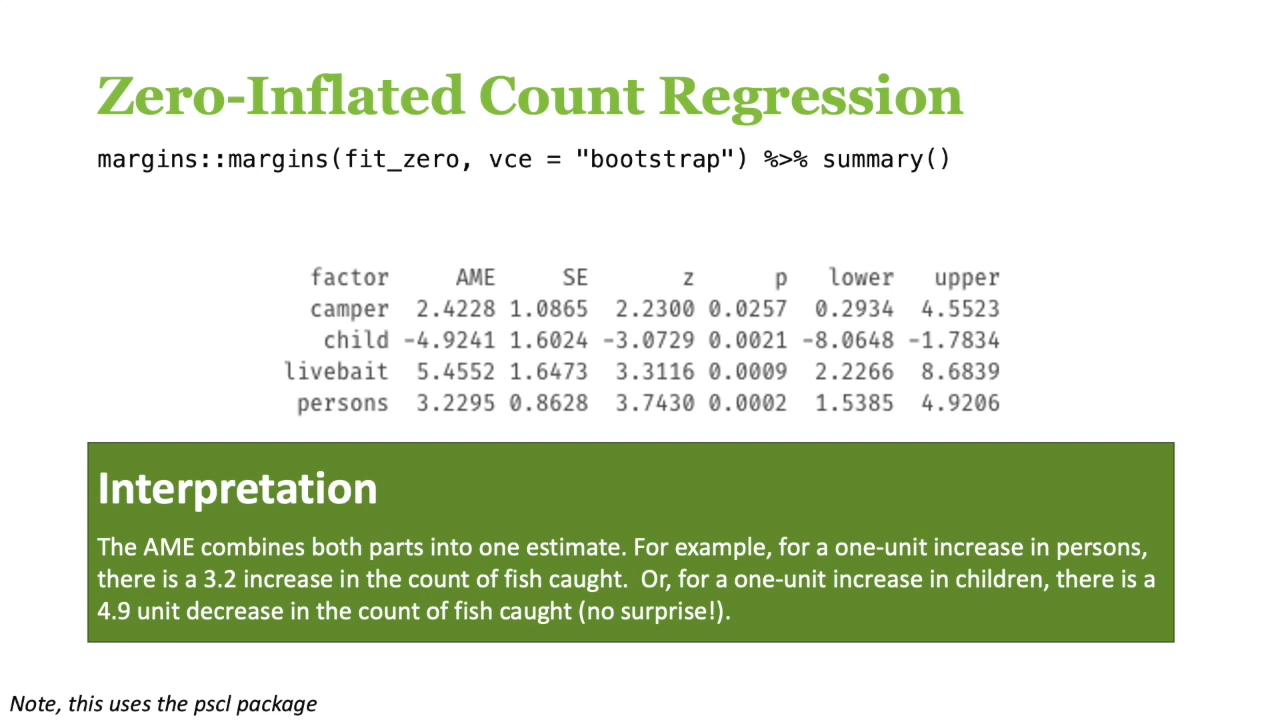 Zero-Inflated Count Regression
margins::margins(fit_zero, vce = "bootstrap") %>% summary()
factor AME SE z p lower upper
camper 2.4228 1.0865 2.2300 0.0257 0.2934 4.5523
child -4.9241 1.6024 -3.0729 0.0021 -8.0648 -1.7834
livebait 5.4552 1.6473 3.3116 0.0009 2.2266 8.6839
persons 3.2295 0.8628 3.7430 0.0002 1.5385 4.9206
Interpretation
The AME combines both parts into one estimate. For example, for a one-unit increase in persons,
there is a 3.2 increase in the count of fish caught.  Or, for a one-unit increase in children, there is a
4.9 unit decrease in the count of fish caught (no surprise!).
Note, this uses the pscl package